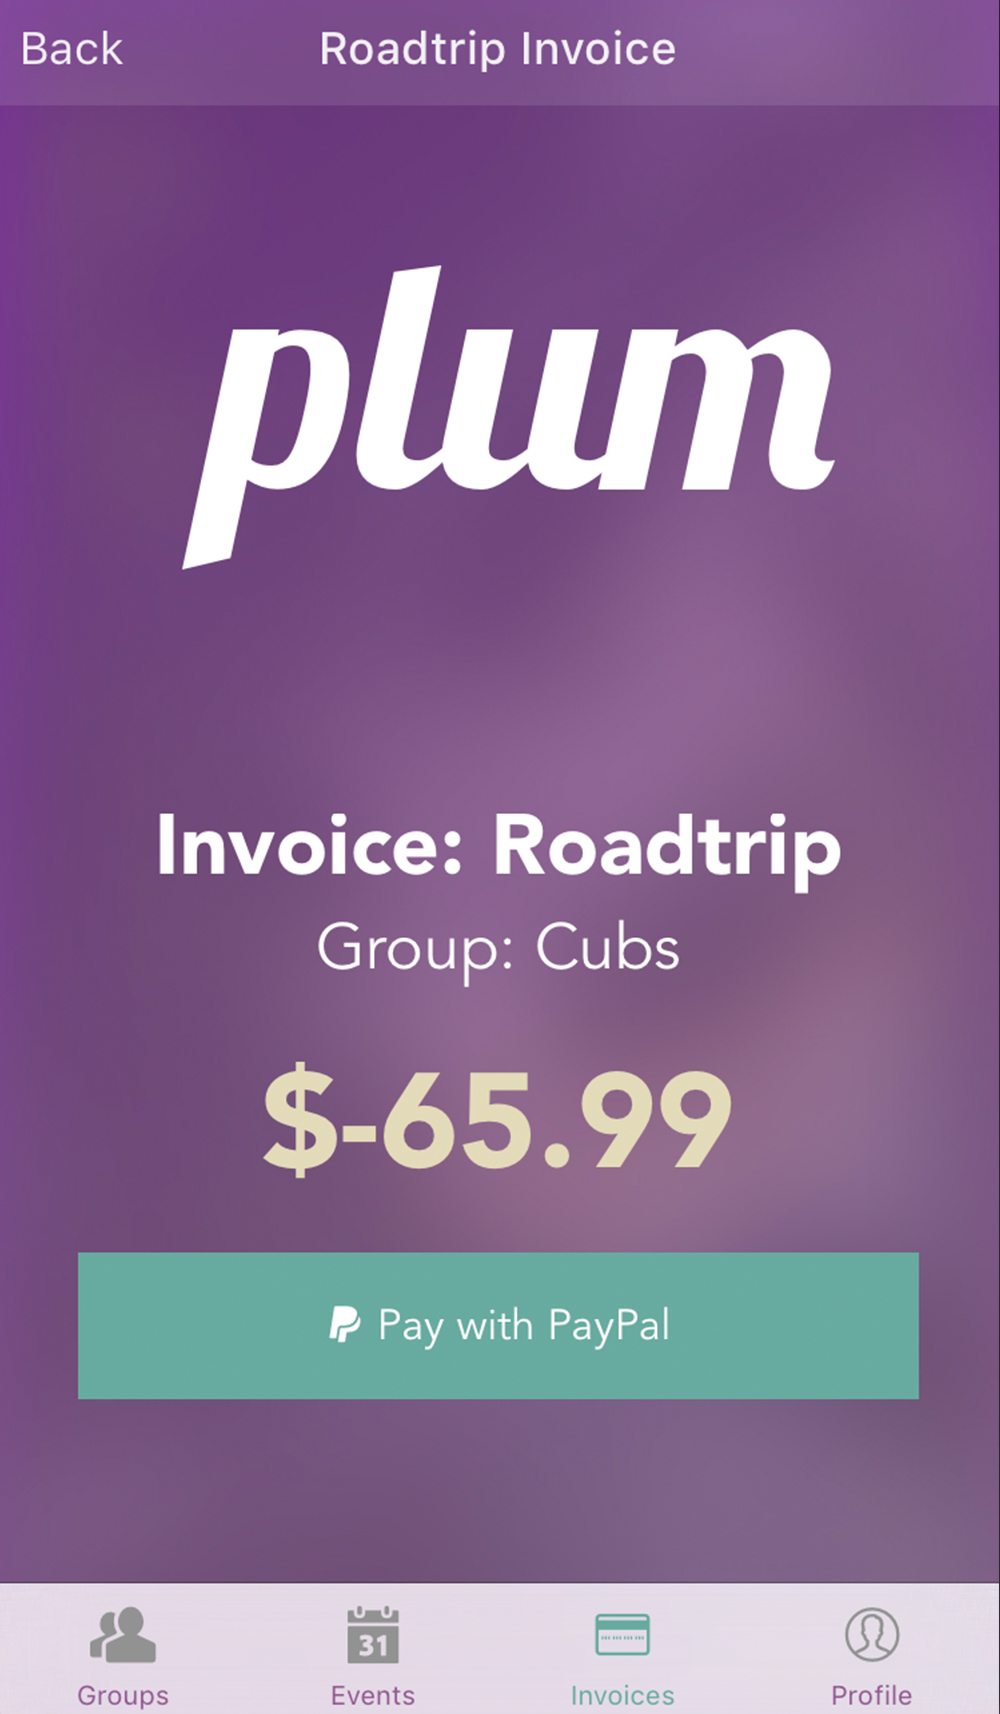 Back
Roadtrip Invoice
plum
Invoice: Roadtrip
Group: Cubs
$-65.99
Pay with PayPal
31
Groups
Events
Invoices
Profile